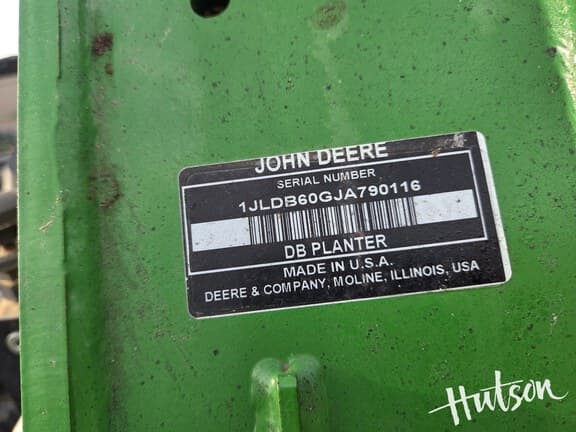 JOHN DEERE
SERIAL NUMBER
1JLDB60GJA790116
DB PLANTER
MADE IN U.S.A.
DEERE & COMPANY, MOLINE, ILLINOIS, USA
Hutson